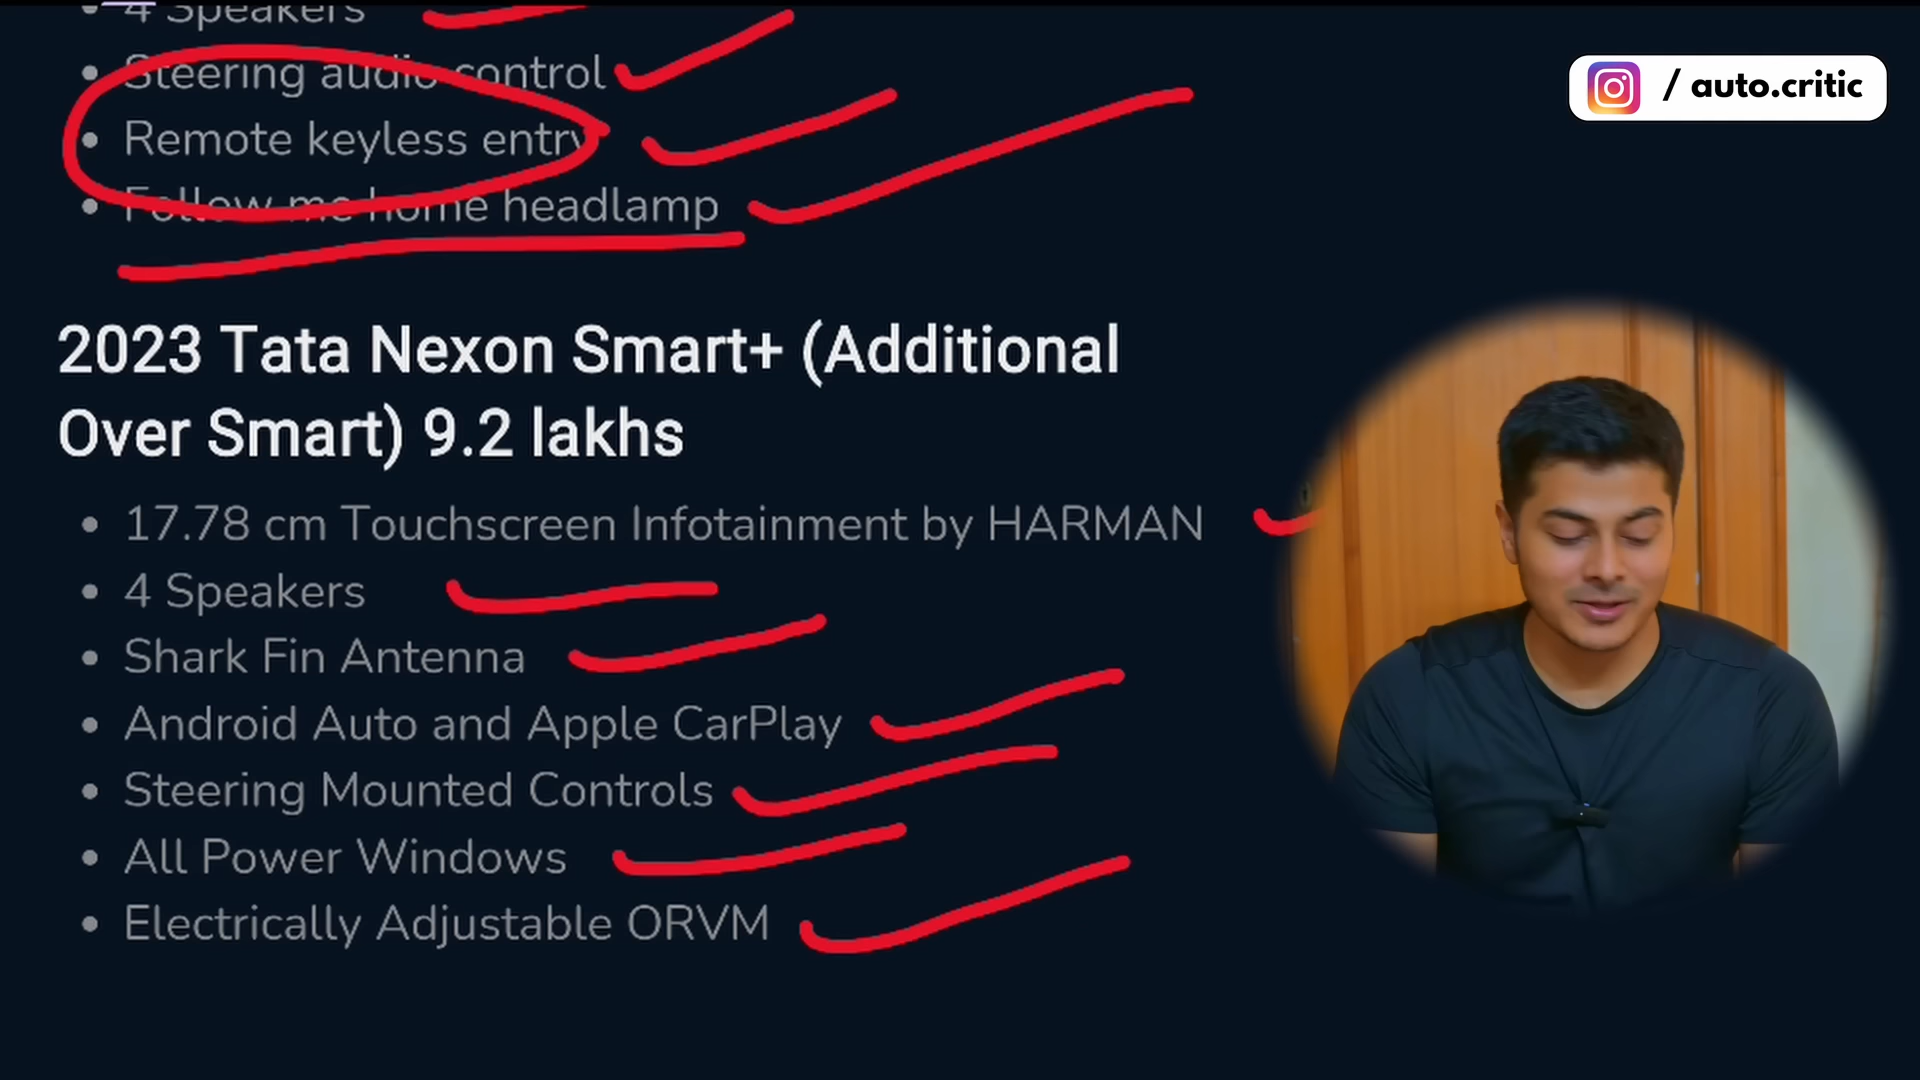 4 Speakers
Steering audio control
Remote keyless entry
Follow me home headlamp
/ auto.critic
2023 Tata Nexon Smart+ (Additional
Over Smart) 9.2 lakhs
17.78 cm Touchscreen Infotainment by HARMAN
4 Speakers
Shark Fin Antenna
Android Auto and Apple CarPlay
Steering Mounted Controls
All Power Windows
Electrically Adjustable ORVM